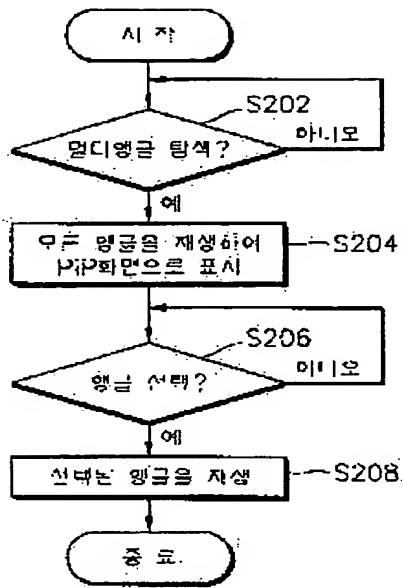 시 작
S202
멀티앵글 탐색?
아니오
예
모든 앵글을 재생하여
PIP화면으로 표시
S204
S206
앵글 선택?
아니오
예
선택된 앵글을 재생
S208
종 료